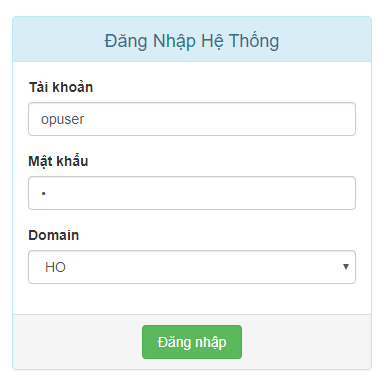 Đăng Nhập Hệ Thống
Tài khoản
opuser
Mật khẩu
•
Domain
HO
Đăng nhập